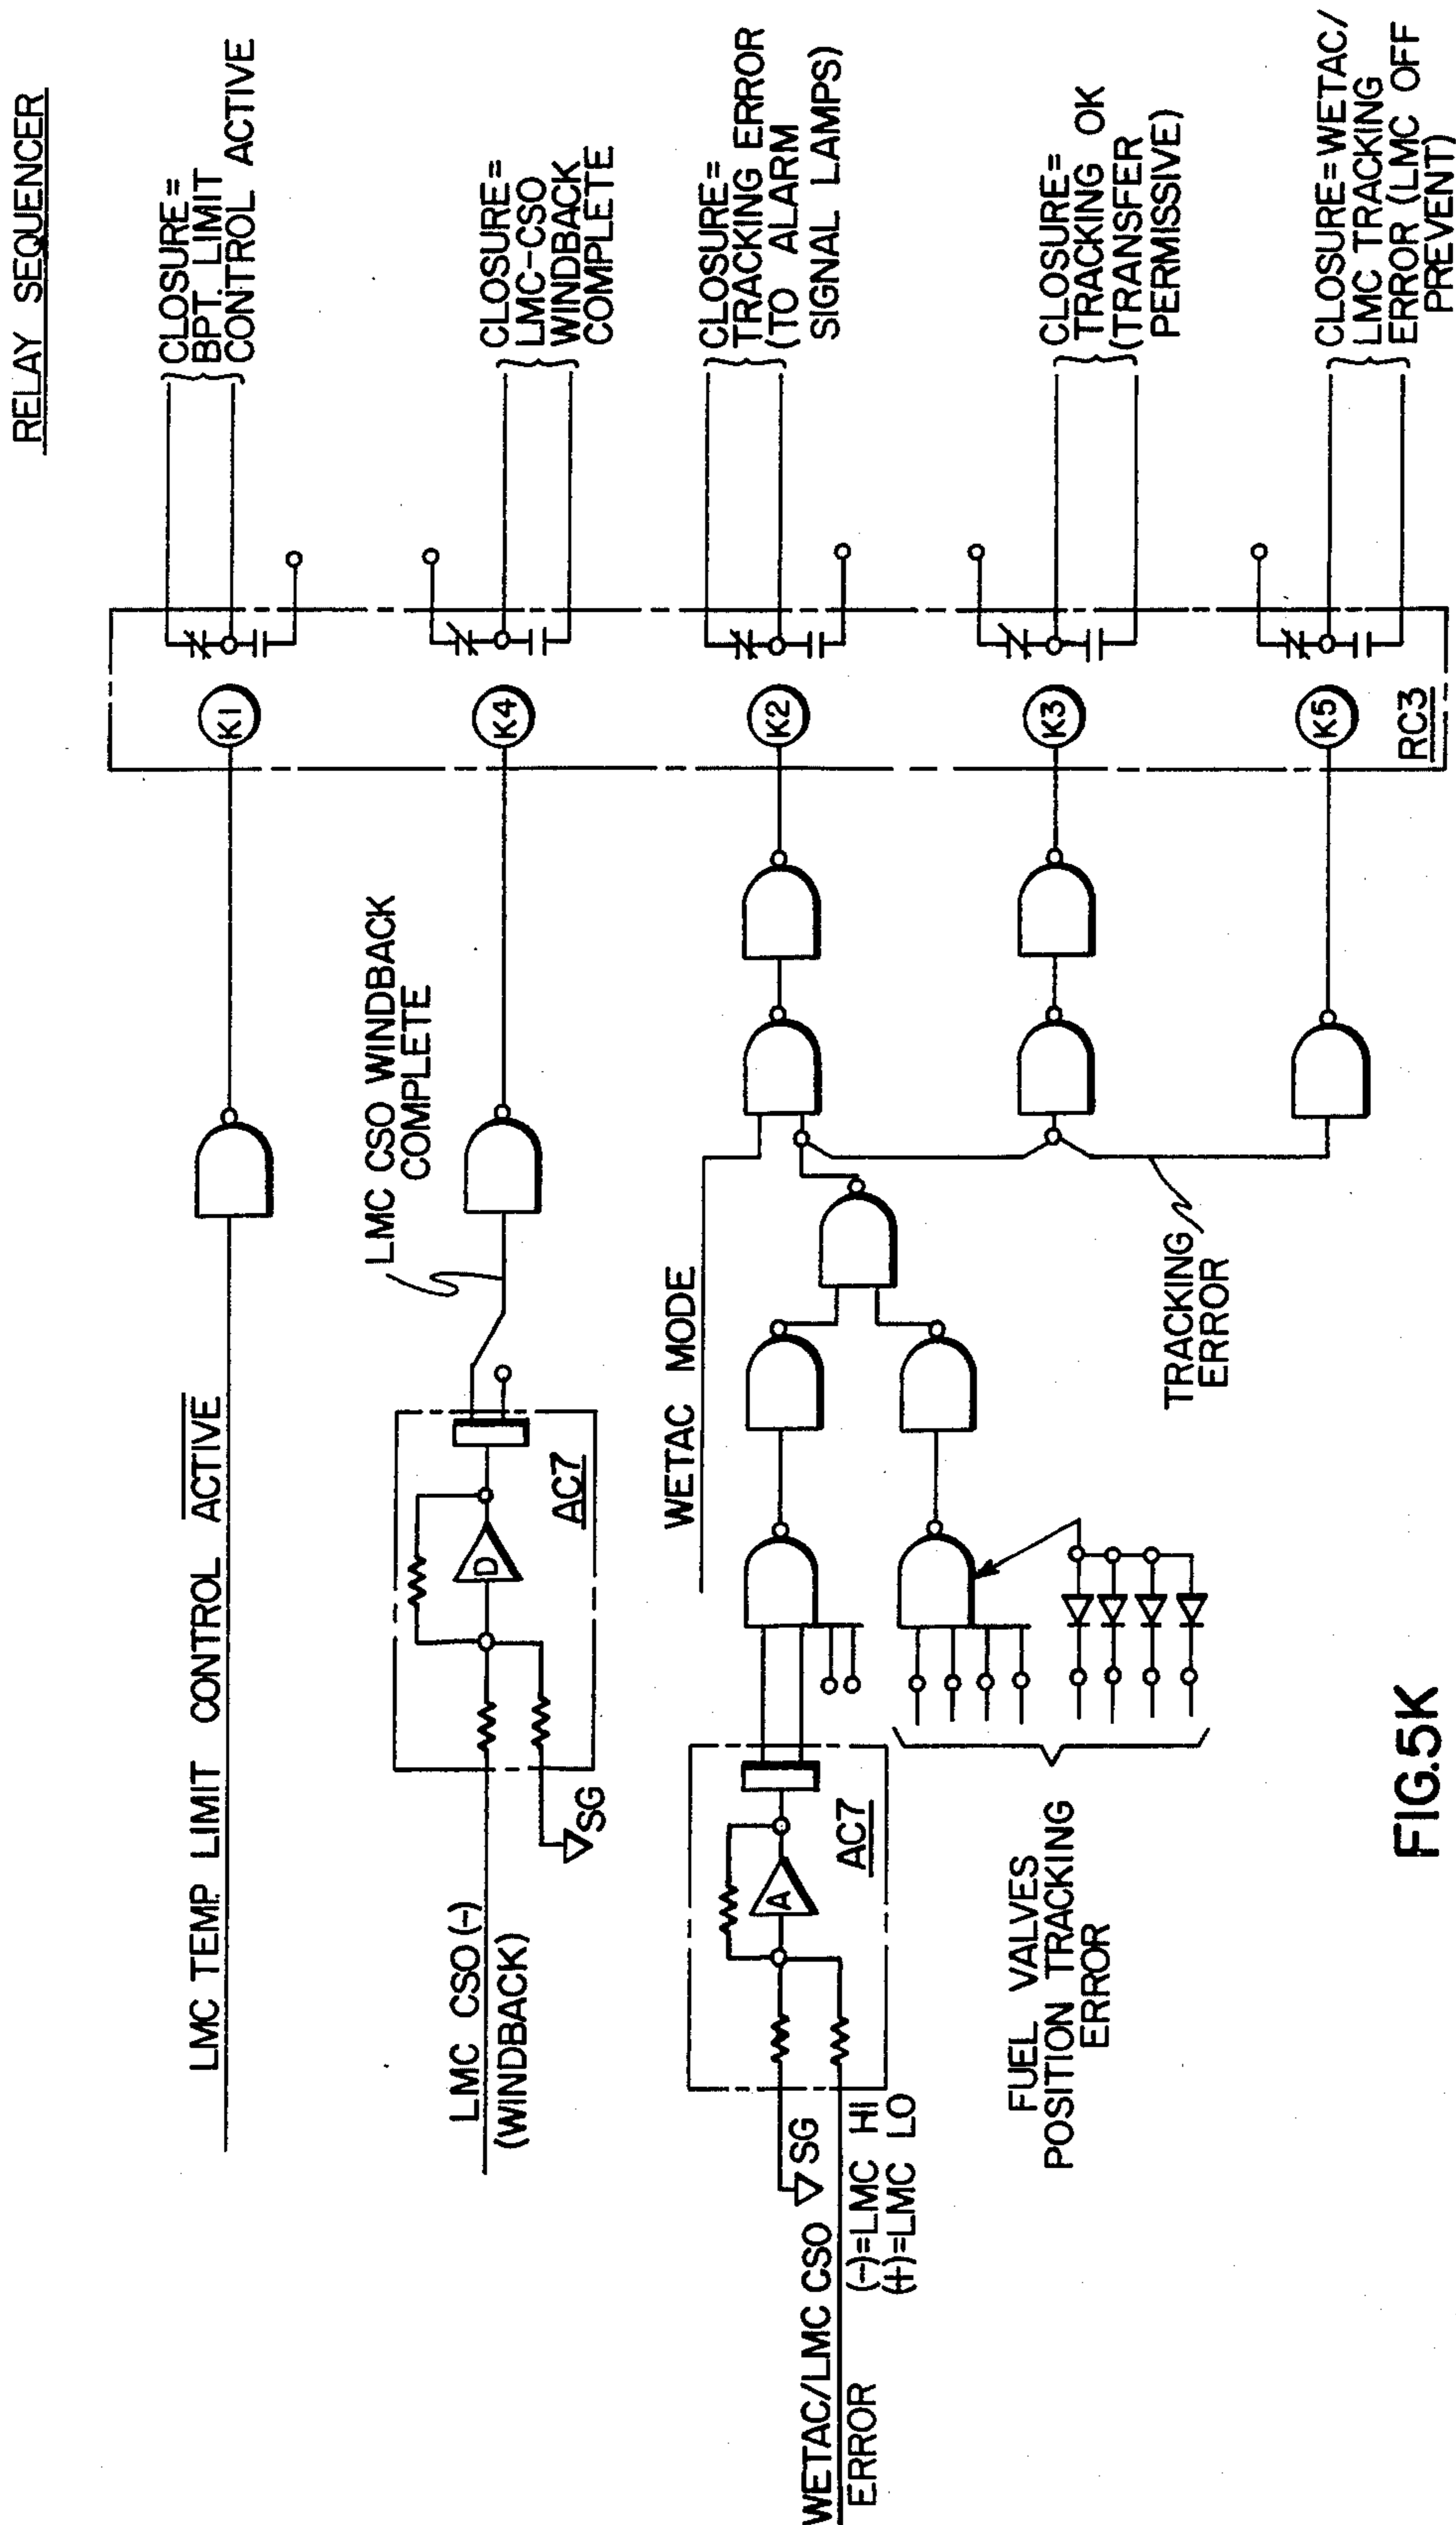 RELAY SEQUENCER
LMC TEMP. LIMIT CONTROL ACTIVE
K1
CLOSURE=
BPT. LIMIT
CONTROL ACTIVE
LMC CSO (-)
(WINDBACK)
SG
D
AC7
LMC CSO WINDBACK
COMPLETE
K4
CLOSURE=
LMC-CSO
WINDBACK
COMPLETE
WETAC MODE
WETAC/LMC CSO
ERROR
(-)=LMC HI
(+)=LMC LO
SG
A
AC7
K2
CLOSURE=
TRACKING ERROR
(TO ALARM
SIGNAL LAMPS)
FUEL VALVES
POSITION TRACKING
ERROR
TRACKING
ERROR
K3
CLOSURE=
TRACKING OK
(TRANSFER
PERMISSIVE)
K5
RC3
CLOSURE=WETAC/
LMC TRACKING
ERROR (LMC OFF
PREVENT)
FIG.5K